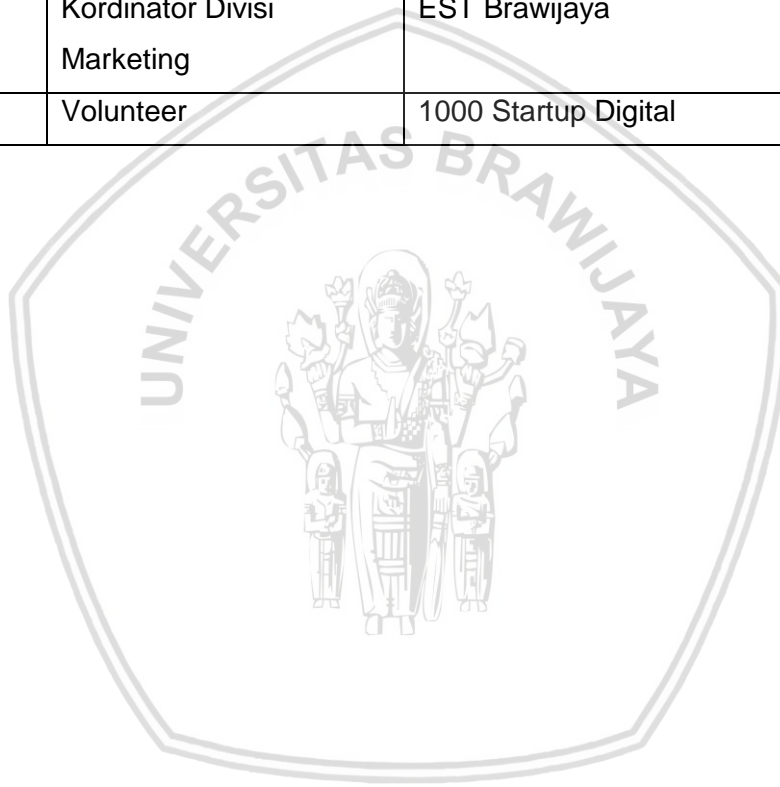 Kordinator Divisi EST Brawijaya
Marketing
Volunteer 1000 Startup Digital
UNIVERSITAS BRAWIJAYA